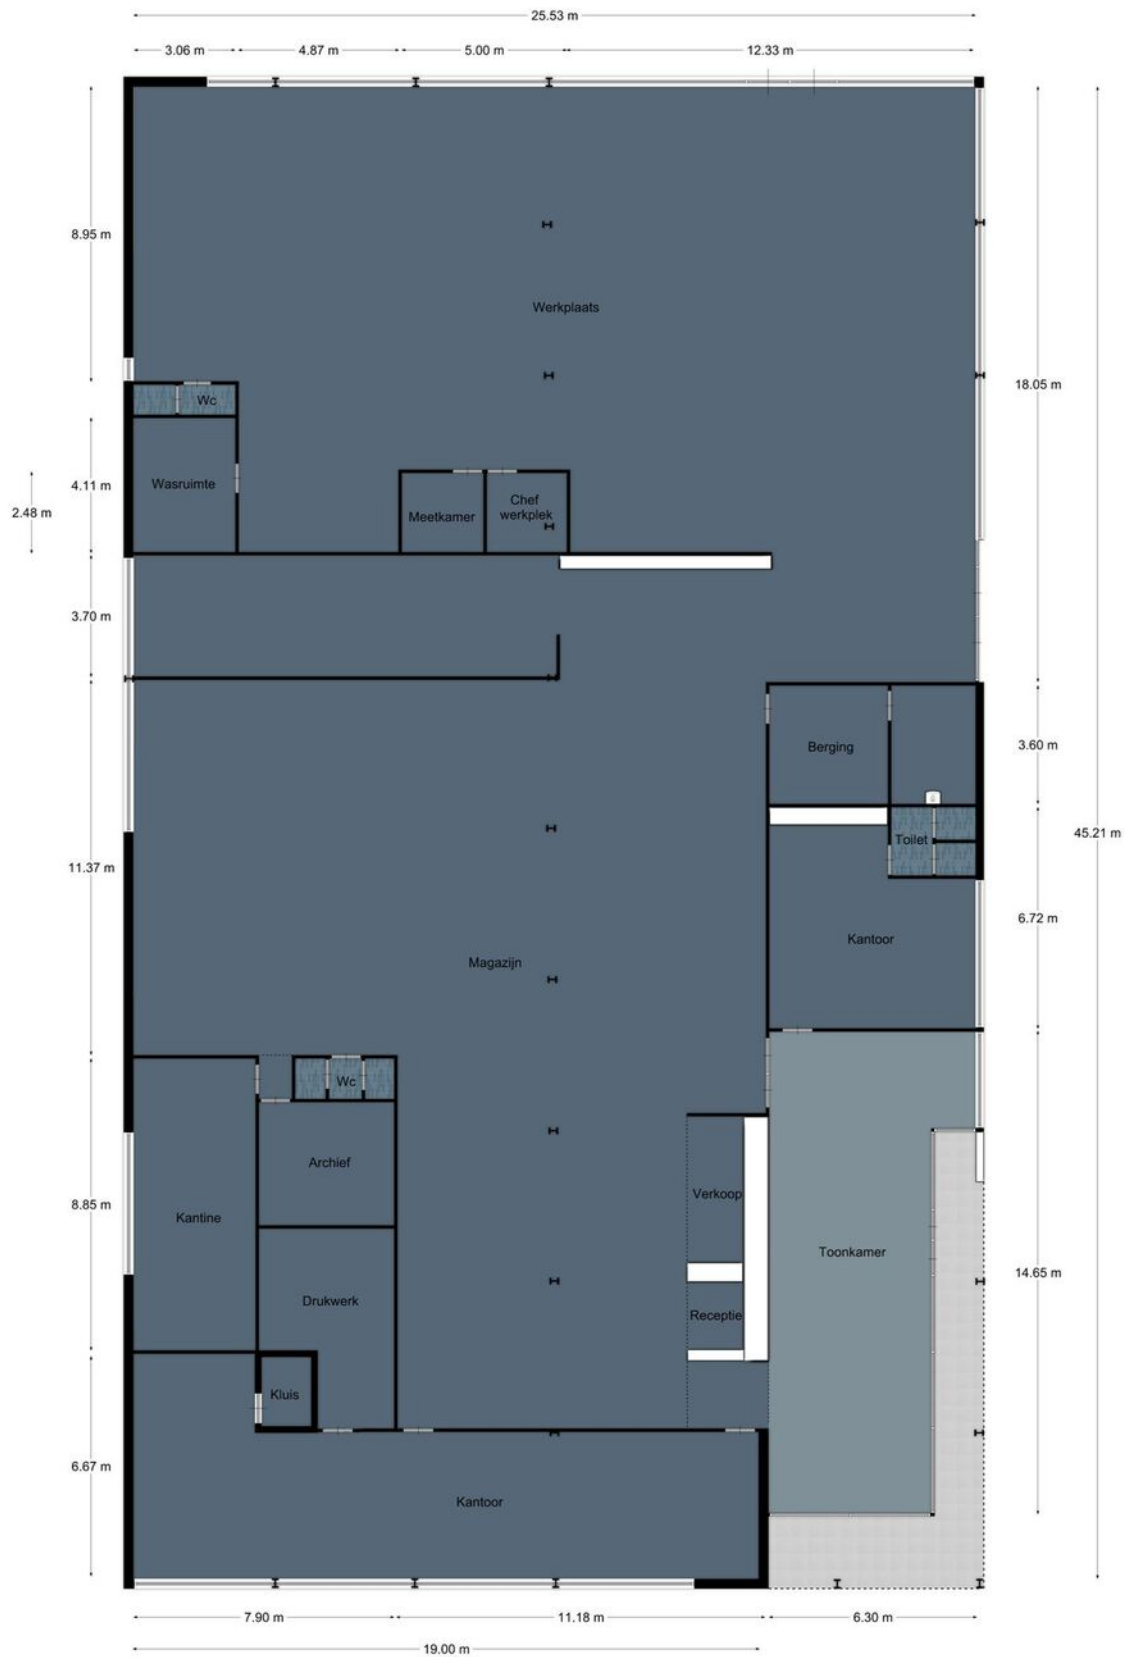 25.53 m
3.06 m
4.87 m
5.00 m
12.33 m
8.95 m
Werkplaats
18.05 m
Wc
Wasruimte
4.11 m
2.48 m
Meetkamer
Chef
werkplek
3.70 m
Berging
3.60 m
45.21 m
Toilet
11.37 m
6.72 m
Kantoor
Magazijn
Wc
Archief
Verkoop
8.85 m
Kantine
Toonkamer
14.65 m
Drukwerk
Receptie
Kluis
6.67 m
Kantoor
7.90 m
11.18 m
6.30 m
19.00 m